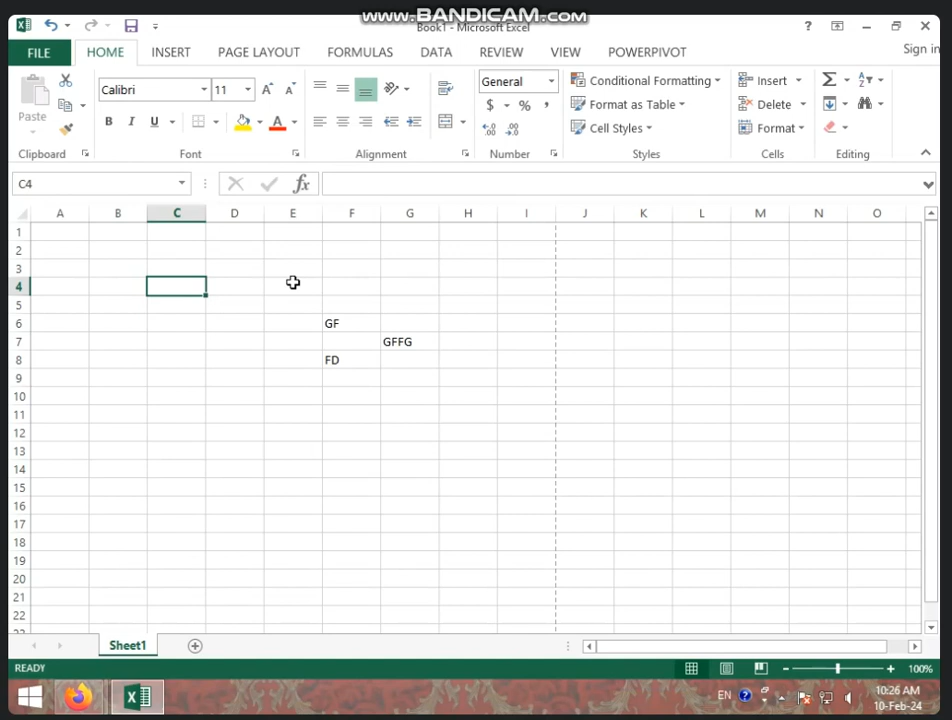 www.BANDICAM.com
Book1 - Microsoft Excel
Sign in
FILE HOME INSERT PAGE LAYOUT FORMULAS DATA REVIEW VIEW POWERPIVOT
Calibri 11 General Conditional Formatting Insert
Paste $ % , Format as Table Delete
B I U A Cell Styles Format
Clipboard Font Alignment Number Styles Cells Editing
C4 fx
A B C D E F G H I J K L M N O
1
2
3
4
5
6 GF
7 GFFG
8 FD
9
10
11
12
13
14
15
16
17
18
19
20
21
22
Sheet1
READY 100%
EN 10:26 AM
10-Feb-24